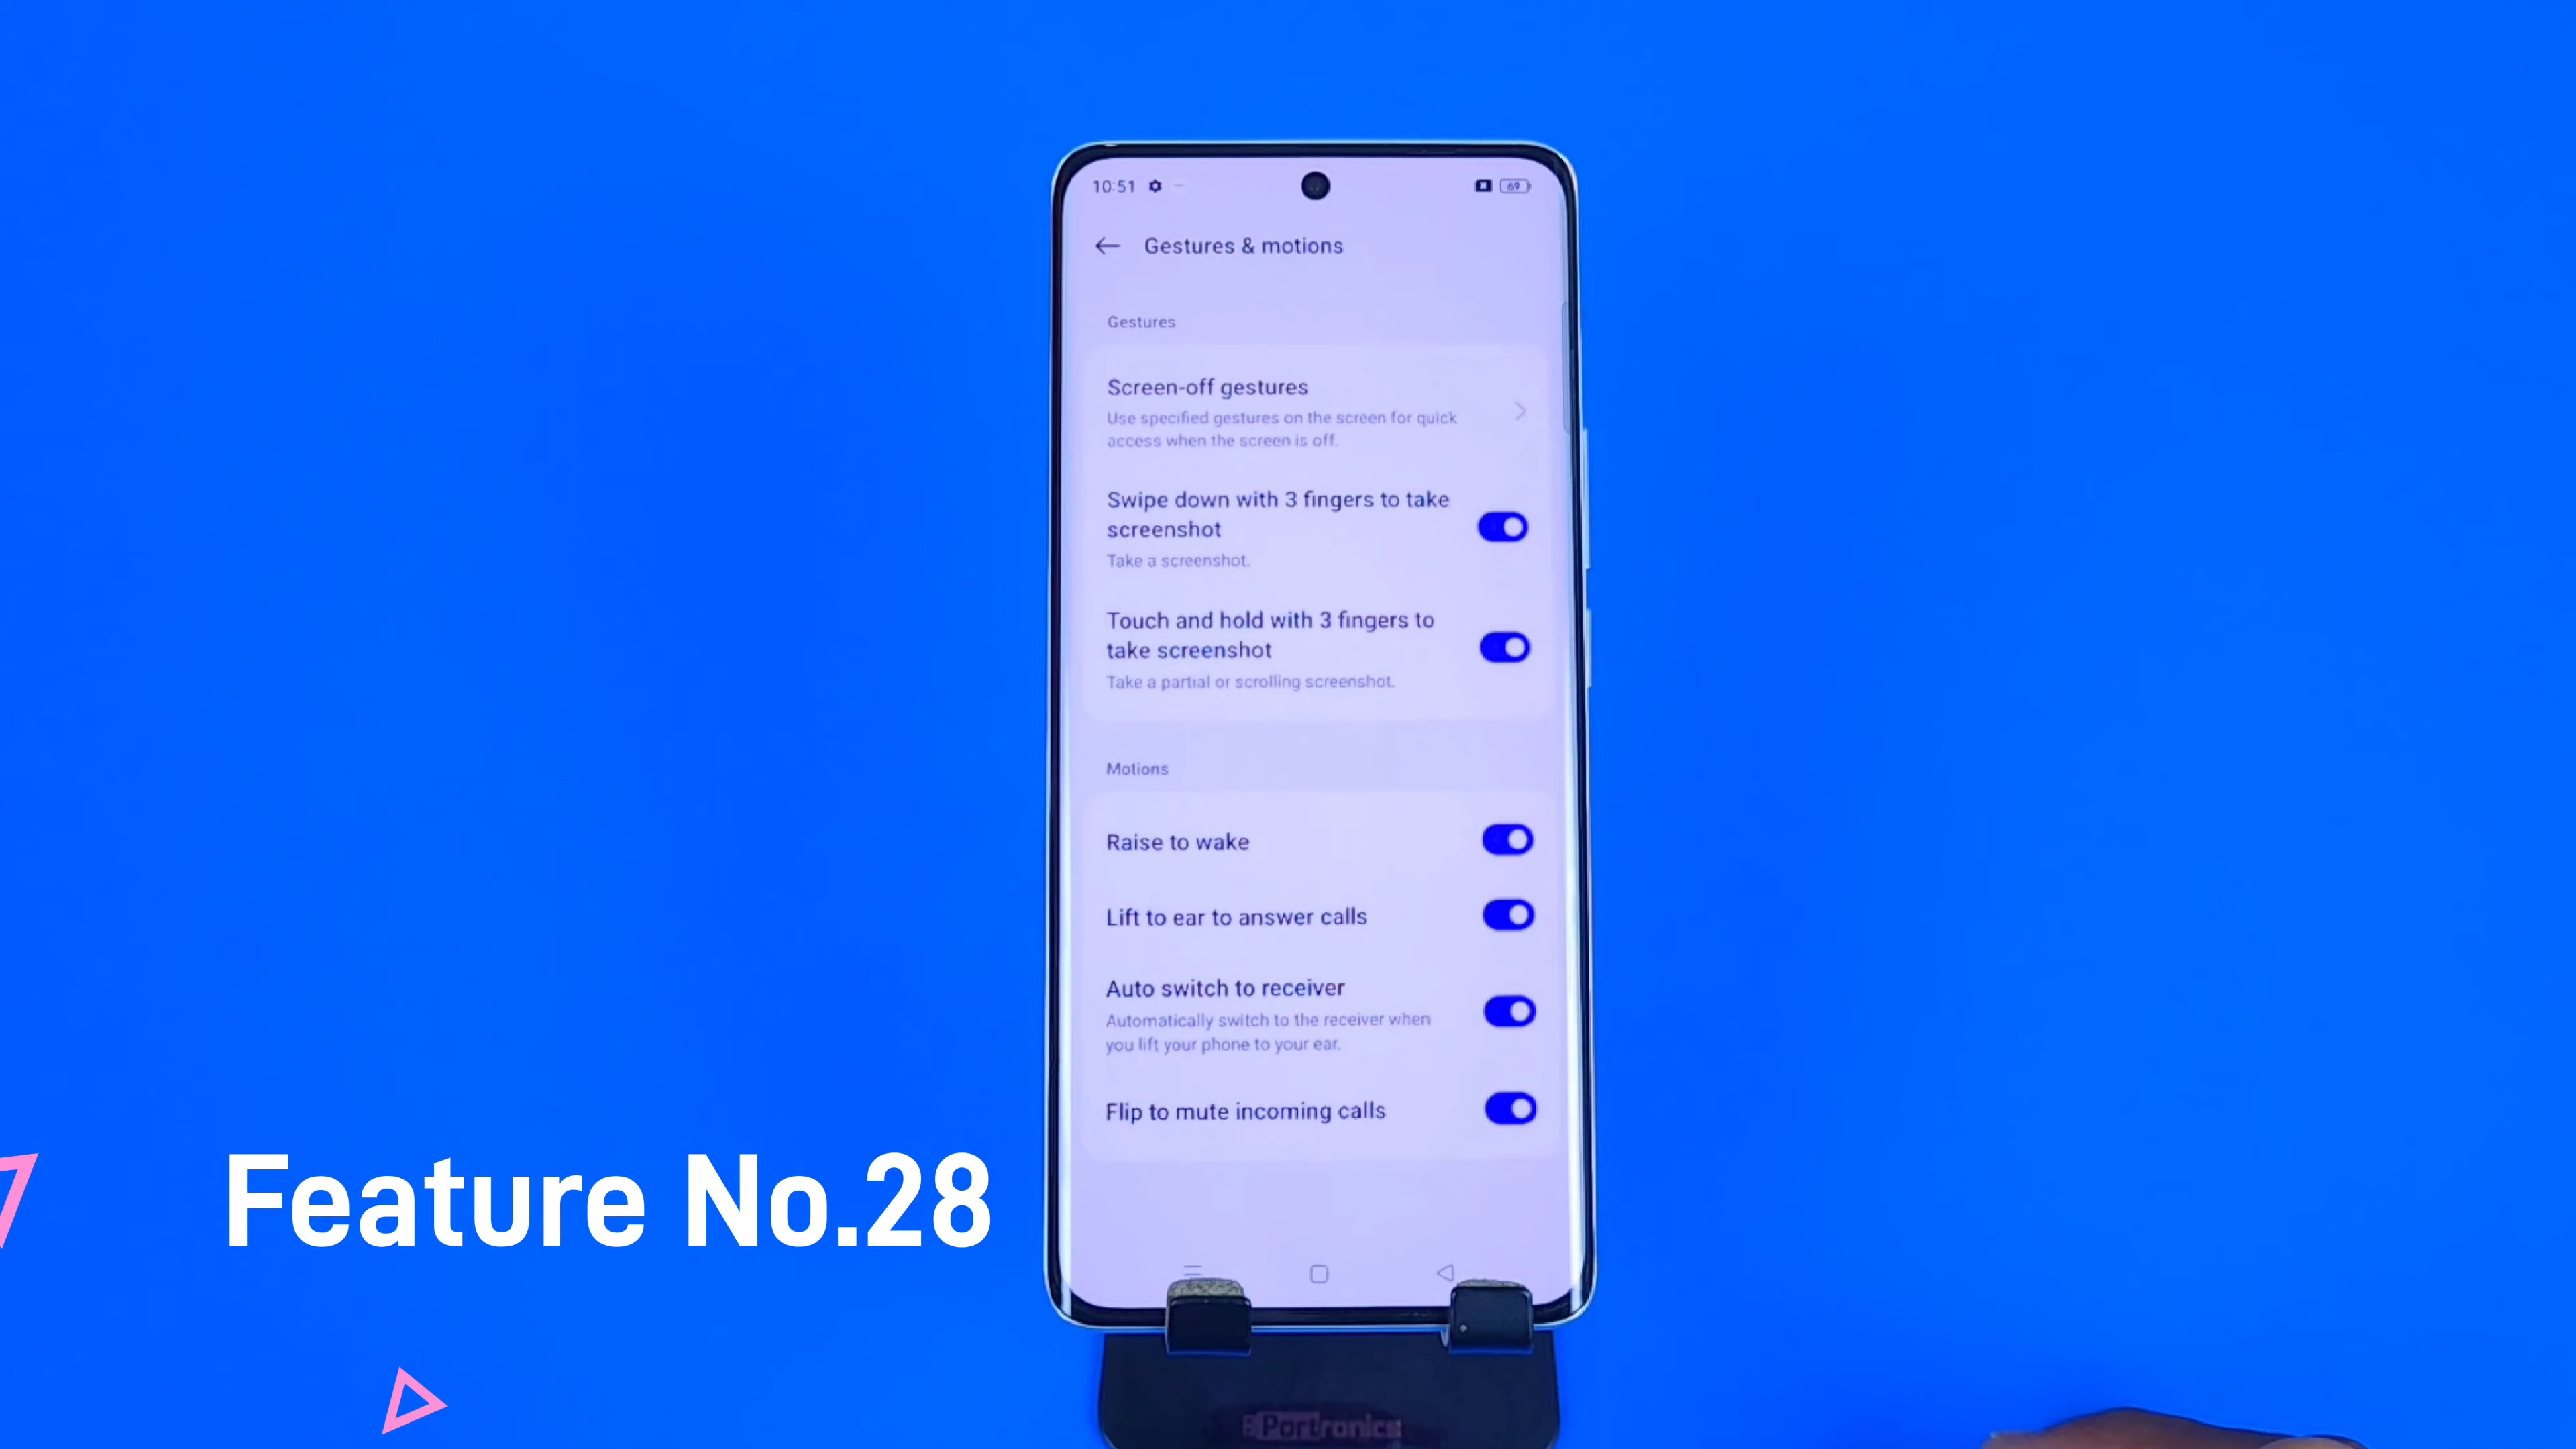 10:51
69
Gestures & motions
Gestures
Screen-off gestures
Use specified gestures on the screen for quick
access when the screen is off.
Swipe down with 3 fingers to take
screenshot
Take a screenshot.
Touch and hold with 3 fingers to
take screenshot
Take a partial or scrolling screenshot.
Motions
Raise to wake
Lift to ear to answer calls
Auto switch to receiver
Automatically switch to the receiver when
you lift your phone to your ear.
Flip to mute incoming calls
Feature No.28
Portronics